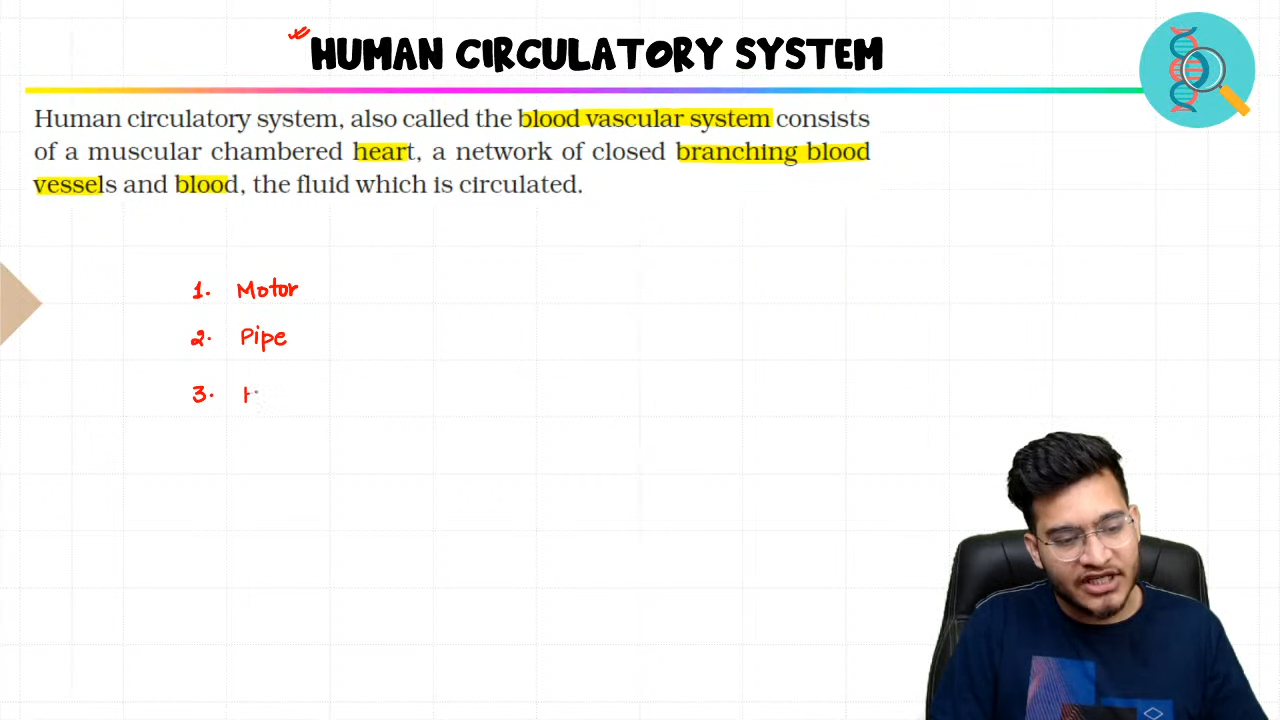 HUMAN CIRCULATORY SYSTEM
Human circulatory system, also called the blood vascular system consists
of a muscular chambered heart, a network of closed branching blood
vessels and blood, the fluid which is circulated.
1. Motor
2. Pipe
3.